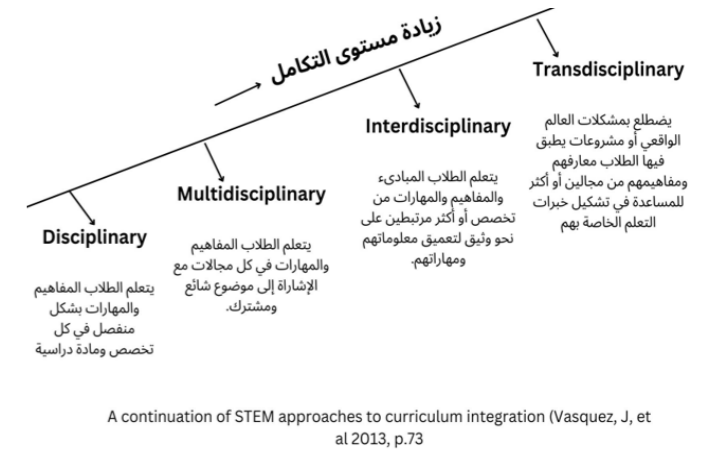 زيادة مستوى التكامل
Disciplinary
يتعلم الطلاب المفاهيم
والمهارات بشكل
منفصل في كل
تخصص ومادة دراسية
Multidisciplinary
يتعلم الطلاب المفاهيم
والمهارات في كل مجالات مع
الإشاراة إلى موضوع شائع
ومشترك.
Interdisciplinary
يتعلم الطلاب المبادىء
والمفاهيم والمهارات من
تخصص أو أكثر مرتبطين على
نحو وثيق لتعميق معلوماتهم
ومهاراتهم.
Transdisciplinary
يضطلع بمشكلات العالم
الواقعي أو مشروعات يطبق
فيها الطلاب معارفهم
ومفاهيمهم من مجالين أو أكثر
للمساعدة في تشكيل خبرات
التعلم الخاصة بهم
A continuation of STEM approaches to curriculum integration (Vasquez, J, et
al 2013, p.73